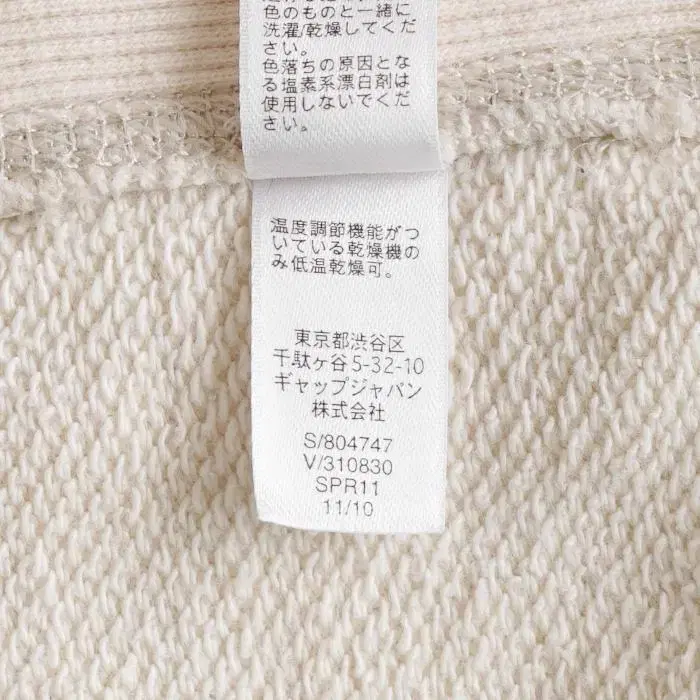 色のものと一緒に
洗濯/乾燥してくだ
さい。
色落ちの原因とな
る塩素系漂白剤は
使用しないでくだ
さい。
温度調節機能がつ
いている乾燥機の
み低温乾燥可。
東京都渋谷区
千駄ヶ谷5-32-10
ギャップジャパン
株式会社
S/804747
V/310830
SPR11
11/10